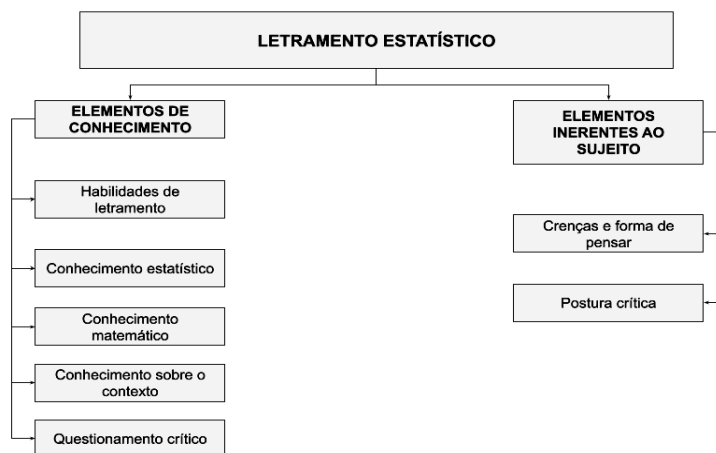 LETRAMENTO ESTATÍSTICO
ELEMENTOS DE
CONHECIMENTO
Habilidades de
letramento
Conhecimento estatístico
Conhecimento
matemático
Conhecimento sobre o
contexto
Questionamento crítico
ELEMENTOS
INERENTES AO
SUJEITO
Crenças e forma de
pensar
Postura crítica